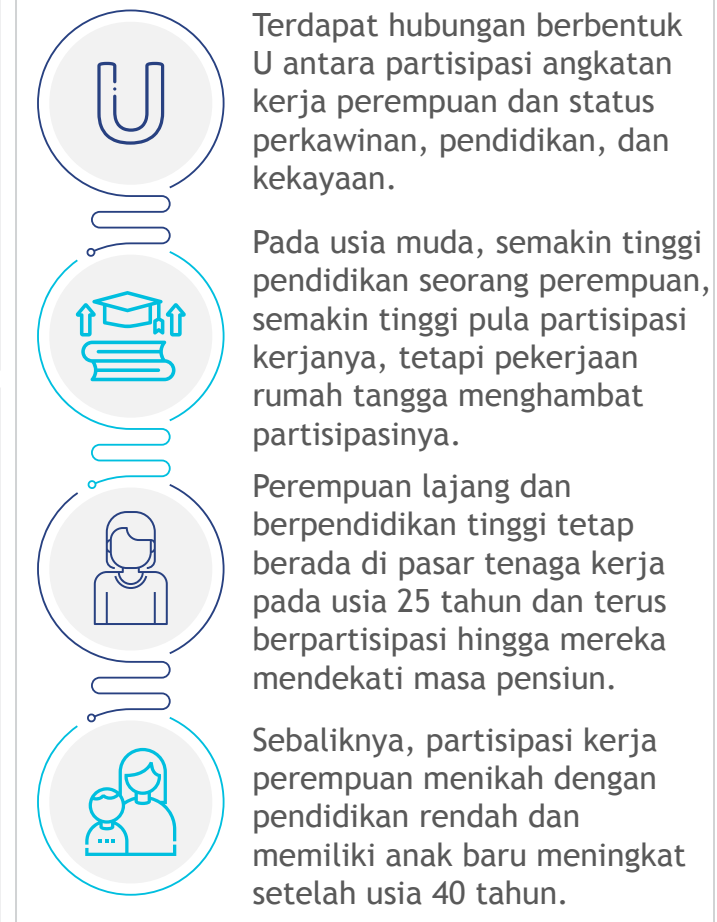 U
Terdapat hubungan berbentuk
U antara partisipasi angkatan
kerja perempuan dan status
perkawinan, pendidikan, dan
kekayaan.
Pada usia muda, semakin tinggi
pendidikan seorang perempuan,
semakin tinggi pula partisipasi
kerjanya, tetapi pekerjaan
rumah tangga menghambat
partisipasinya.
Perempuan lajang dan
berpendidikan tinggi tetap
berada di pasar tenaga kerja
pada usia 25 tahun dan terus
berpartisipasi hingga mereka
mendekati masa pensiun.
Sebaliknya, partisipasi kerja
perempuan menikah dengan
pendidikan rendah dan
memiliki anak baru meningkat
setelah usia 40 tahun.